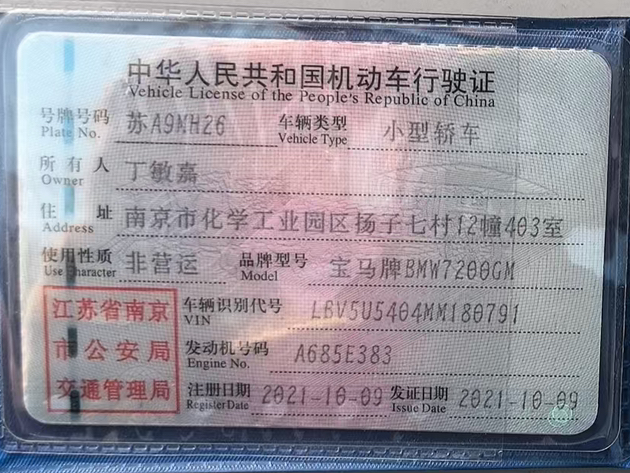 中华人民共和国机动车行驶证
Vehicle License of the People's Republic of China
号牌号码 苏A9NH26 车辆类型 小型轿车
Plate No. Vehicle Type
所有人 丁敏嘉
Owner
住址 南京市化学工业园区扬子七村12幢403室
Address
使用性质 非营运 品牌型号 宝马牌BMW7200GM
Use Character Model
江苏省南京
市公安局
交通管理局
车辆识别代号 LBV5U5404MM180791
VIN
发动机号码 A685E383
Engine No.
注册日期 2021-10-09 发证日期 2021-10-09
Register Date Issue Date